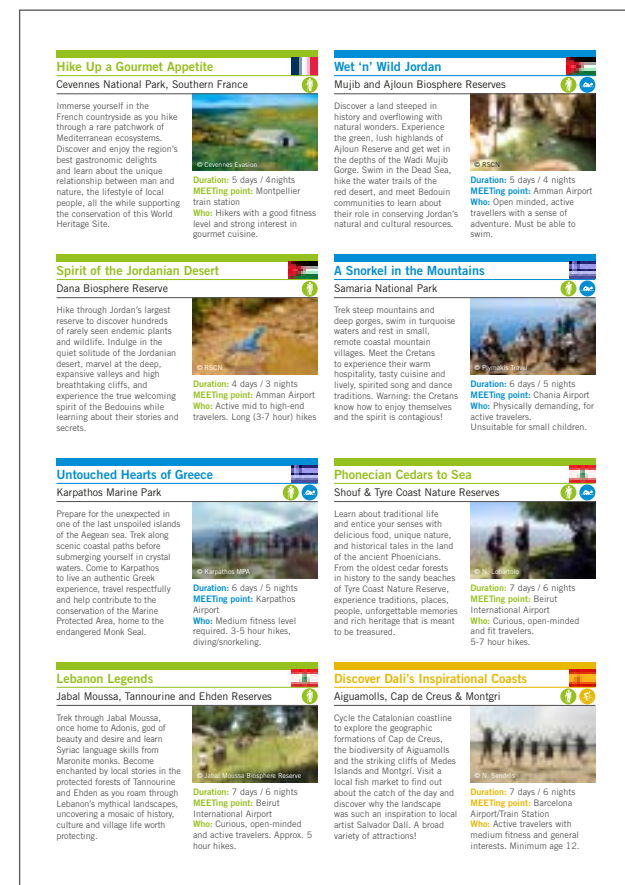 Hike Up a Gourmet Appetite
Cevennes National Park, Southern France
Immerse yourself in the
French countryside as you hike
through a rare patchwork of
Mediterranean ecosystems.
Discover and enjoy the region's
best gastronomic delights
and learn about the unique
relationship between man and
nature, the lifestyle of local
people, all the while supporting
the conservation of this World
Heritage Site.
© Cevennes Evasion
Duration: 5 days / 4nights
MEETing point: Montpellier
train station
Who: Hikers with a good fitness
level and strong interest in
gourmet cuisine.
Wet 'n' Wild Jordan
Mujib and Ajloun Biosphere Reserves
Discover a land steeped in
history and overflowing with
natural wonders. Experience
the green, lush highlands of
Ajloun Reserve and get wet in
the depths of the Wadi Mujib
Gorge. Swim in the Dead Sea,
hike the water trails of the
red desert, and meet Bedouin
communities to learn about
their role in conserving Jordan's
natural and cultural resources.
© RSCN
Duration: 5 days / 4 nights
MEETing point: Amman Airport
Who: Open minded, active
travellers with a sense of
adventure. Must be able to
swim.
Spirit of the Jordanian Desert
Dana Biosphere Reserve
Hike through Jordan's largest
reserve to discover hundreds
of rarely seen endemic plants
and wildlife. Indulge in the
quiet solitude of the Jordanian
desert, marvel at the deep,
expansive valleys and high
breathtaking cliffs, and
experience the true welcoming
spirit of the Bedouins while
learning about their stories and
secrets.
© RSCN
Duration: 4 days / 3 nights
MEETing point: Amman Airport
Who: Active mid to high-end
travelers. Long (3-7 hour) hikes
A Snorkel in the Mountains
Samaria National Park
Trek steep mountains and
deep gorges, swim in turquoise
waters and rest in small,
remote coastal mountain
villages. Meet the Cretans
to experience their warm
hospitality, tasty cuisine and
lively, spirited song and dance
traditions. Warning: the Cretans
know how to enjoy themselves
and the spirit is contagious!
Duration: 6 days / 5 nights
MEETing point: Chania Airport
Who: Physically demanding, for
active travelers.
Unsuitable for small children.
Untouched Hearts of Greece
Karpathos Marine Park
Prepare for the unexpected in
one of the last unspoiled islands
of the Aegean sea. Trek along
scenic coastal paths before
submerging yourself in crystal
waters. Come to Karpathos
to live an authentic Greek
experience, travel respectfully
and help contribute to the
conservation of the Marine
Protected Area, home to the
endangered Monk Seal.
© Karpathos MPA
Duration: 6 days / 5 nights
MEETing point: Karpathos
Airport
Who: Medium fitness level
required. 3-5 hour hikes,
diving/snorkeling.
Phonecian Cedars to Sea
Shouf & Tyre Coast Nature Reserves
Learn about traditional life
and entice your senses with
delicious food, unique nature,
and historical tales in the land
of the ancient Phoenicians.
From the oldest cedar forests
in history to the sandy beaches
of Tyre Coast Nature Reserve,
experience traditions, places,
people, unforgettable memories
and rich heritage that is meant
to be treasured.
Duration: 7 days / 6 nights
MEETing point: Beirut
International Airport
Who: Curious, open-minded
and fit travelers.
5-7 hour hikes.
Lebanon Legends
Jabal Moussa, Tannourine and Ehden Reserves
Trek through Jabal Moussa,
once home to Adonis, god of
beauty and desire and learn
Syriac language skills from
Maronite monks. Become
enchanted by local stories in the
protected forests of Tannourine
and Ehden as you roam through
Lebanon's mythical landscapes,
uncovering a mosaic of history,
culture and village life worth
protecting.
© Jabal Moussa Biosphere Reserve
Duration: 7 days / 6 nights
MEETing point: Beirut
International Airport
Who: Curious, open-minded
and active travelers. Approx. 5
hour hikes.
Discover Dali's Inspirational Coasts
Aiguamolls, Cap de Creus & Montgri
Cycle the Catalonian coastline
to explore the geographic
formations of Cap de Creus,
the biodiversity of Aiguamolls
and the striking cliffs of Medes
Islands and Montgrí. Visit a
local fish market to find out
about the catch of the day and
discover why the landscape
was such an inspiration to local
artist Salvador Dalí. A broad
variety of attractions!
Duration: 7 days / 6 nights
MEETing point: Barcelona
Airport/Train Station
Who: Active travelers with
medium fitness and general
interests. Minimum age 12.